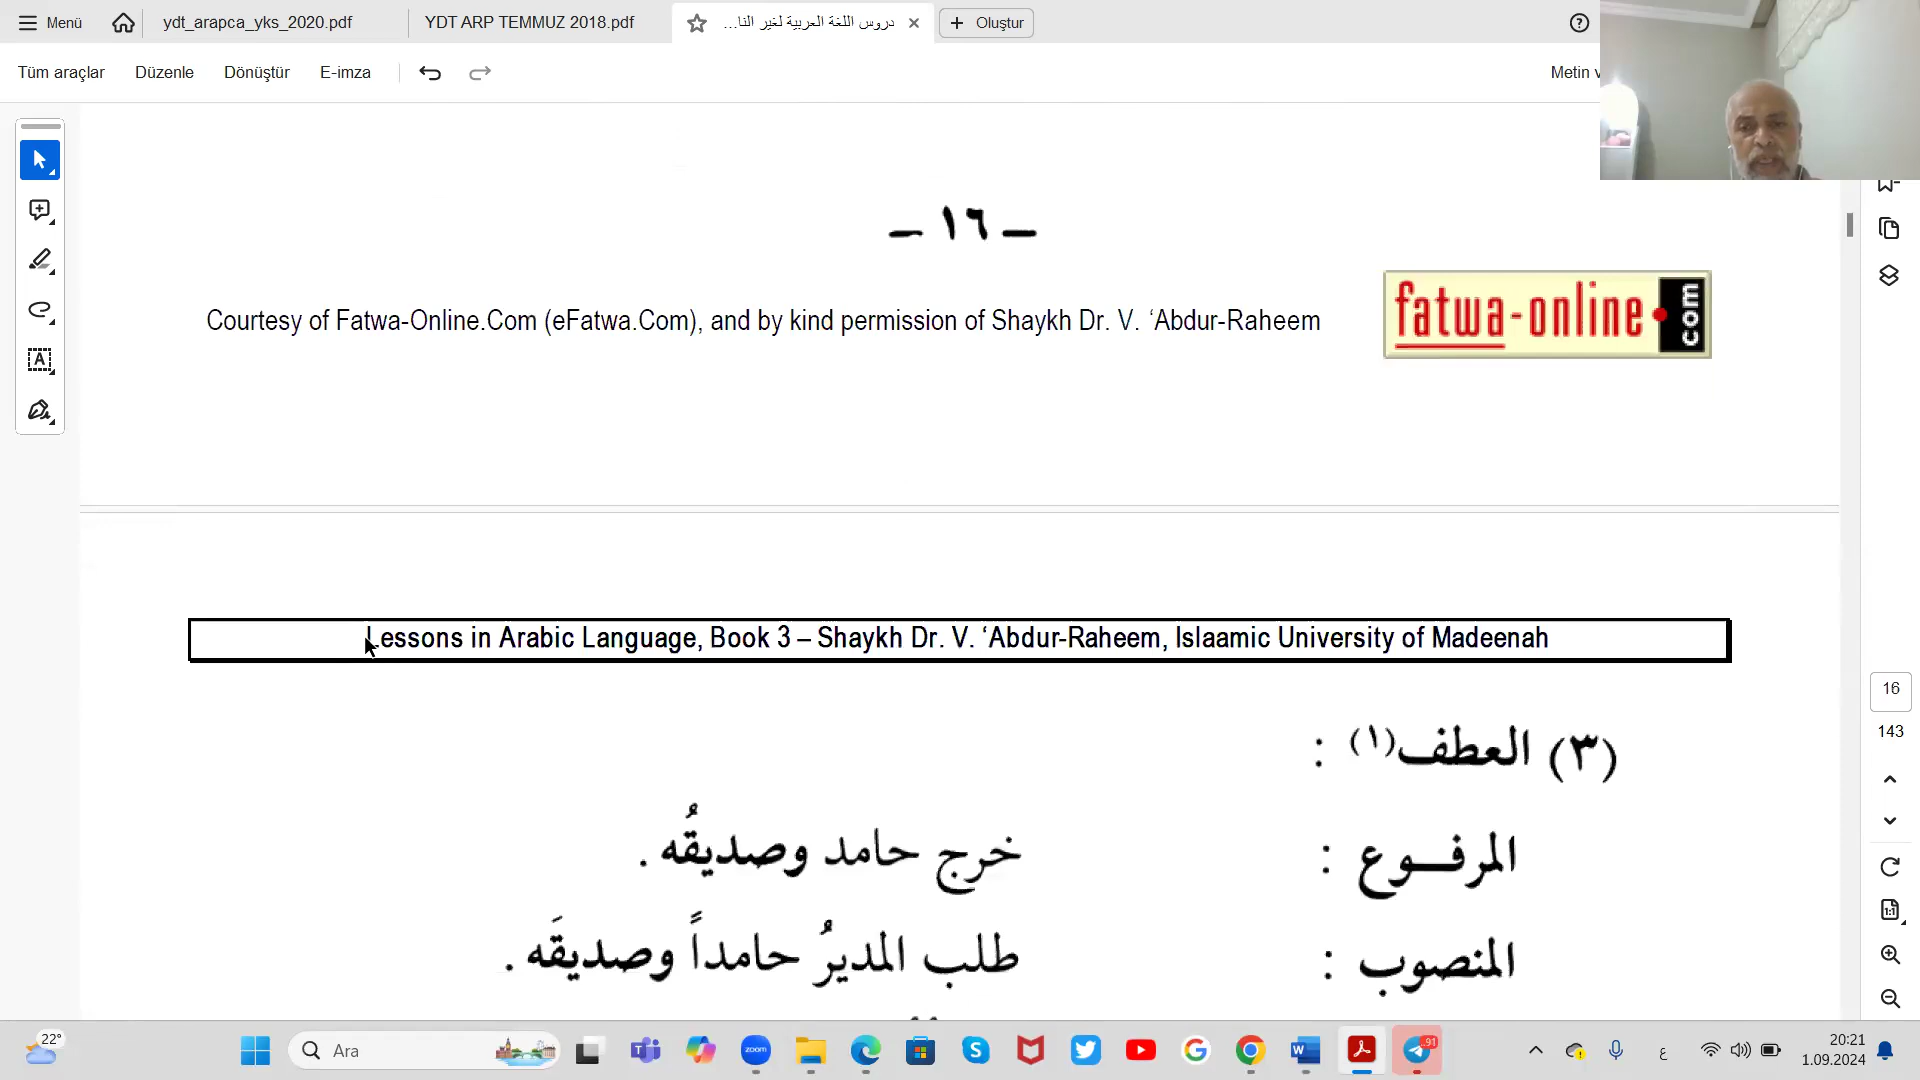 Menü
ydt_arapca_yks_2020.pdf
YDT ARP TEMMUZ 2018.pdf
دروس اللغة العربية لغير النا...
Oluştur
Tüm araçlar
Düzenle
Dönüştür
E-imza
Metin v
– ١٦ –
Courtesy of Fatwa-Online.Com (eFatwa.Com), and by kind permission of Shaykh Dr. V. ‘Abdur-Raheem
fatwa-online.com
Lessons in Arabic Language, Book 3 – Shaykh Dr. V. ‘Abdur-Raheem, Islaamic University of Madeenah
(٣) العطف(١) :
المرفـــوع : خرج حامد وصديقُه .
المنصوب : طلب المديرُ حامداً وصديقَه .
16
143
22°
Ara
zoom
91
ع
20:21
1.09.2024